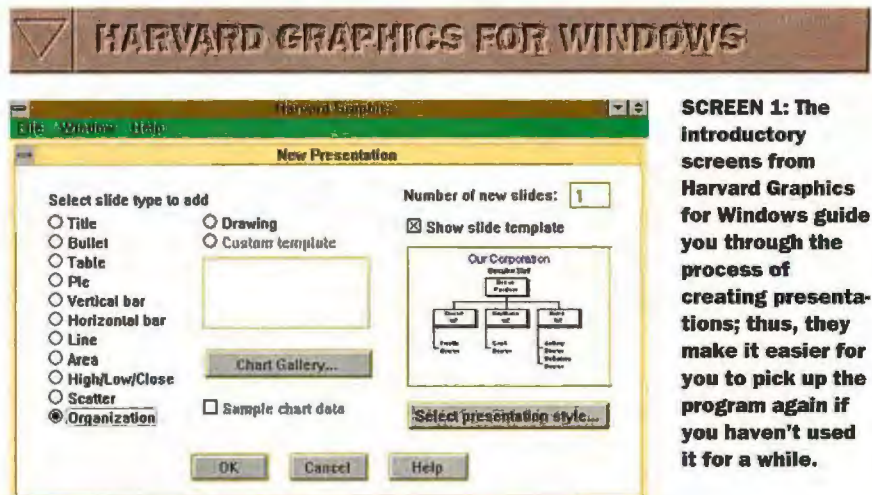 HARVARD GRAPHICS FOR WINDOWS
Harvard Graphics
File Window Help
New Presentation
Select slide type to add
Title
Bullet
Table
Pie
Vertical bar
Horizontal bar
Line
Area
High/Low/Close
Scatter
Organization
Drawing
Custom template
Chart Gallery...
Sample chart data
Number of new slides: 1
Show slide template
Our Corporation
Select presentation style...
OK Cancel Help
SCREEN 1: The
introductory
screens from
Harvard Graphics
for Windows guide
you through the
process of
creating presenta-
tions; thus, they
make it easier for
you to pick up the
program again if
you haven't used
it for a while.